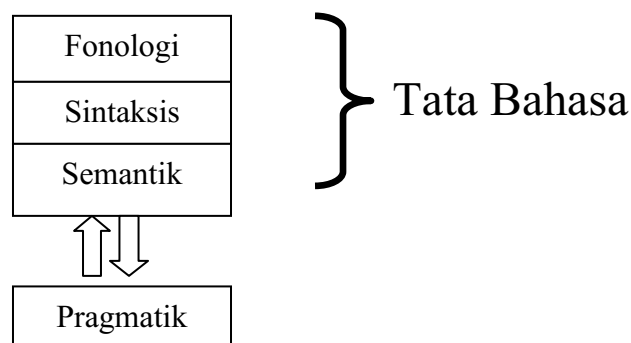 Fonologi
Sintaksis
Semantik
Tata Bahasa
Pragmatik